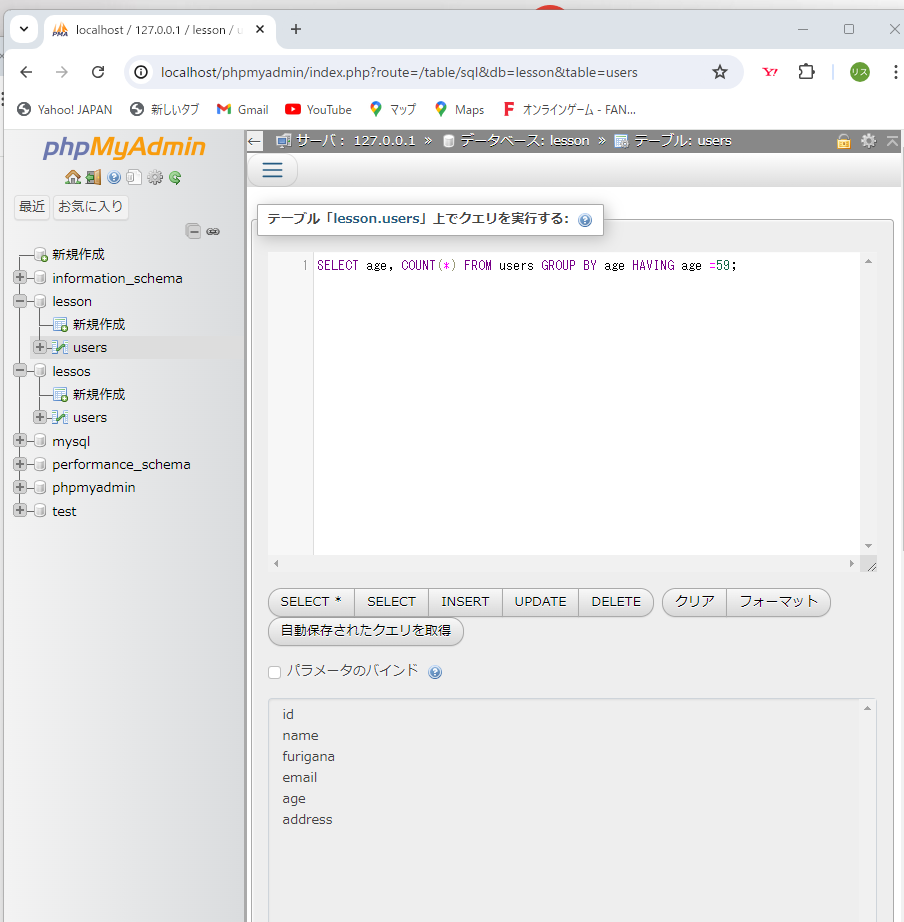 localhost / 127.0.0.1 / lesson / u
localhost/phpmyadmin/index.php?route=/table/sql&db=lesson&table=users
リス
Yahoo! JAPAN
新しいタブ
Gmail
YouTube
マップ
Maps
オンラインゲーム - FAN...
phpMyAdmin
サーバ: 127.0.0.1 » データベース: lesson » テーブル: users
最近
お気に入り
新規作成
information_schema
lesson
新規作成
users
lessos
新規作成
users
mysql
performance_schema
phpmyadmin
test
テーブル「lesson.users」上でクエリを実行する:
1 SELECT age, COUNT(*) FROM users GROUP BY age HAVING age =59;
SELECT *
SELECT
INSERT
UPDATE
DELETE
クリア
フォーマット
自動保存されたクエリを取得
パラメータのバインド
id
name
furigana
email
age
address